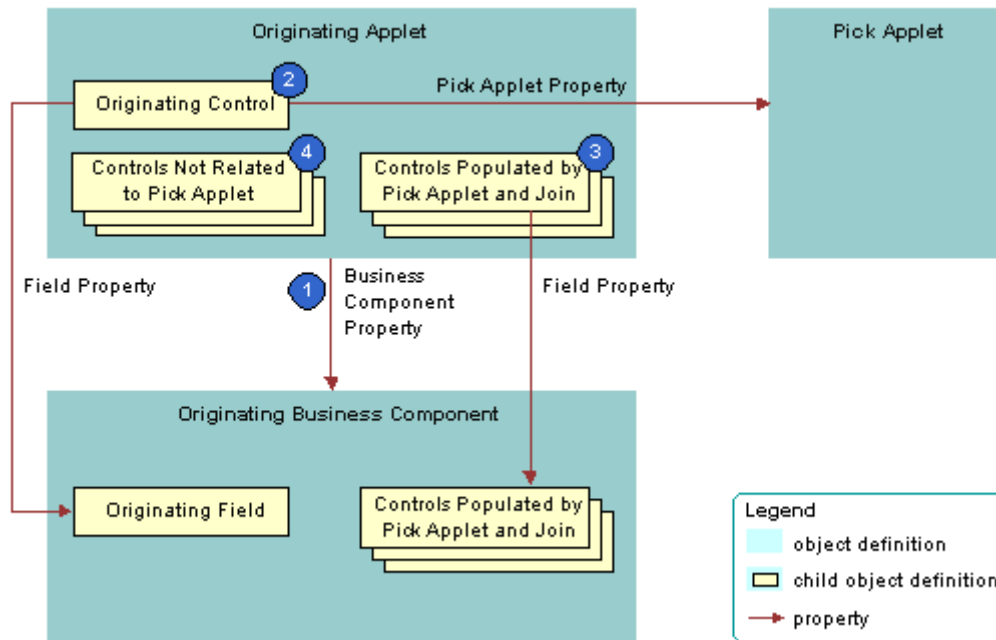 Originating Applet
Pick Applet
2
Originating Control
Pick Applet Property
4
Controls Not Related
to Pick Applet
3
Controls Populated by
Pick Applet and Join
Field Property
1
Business
Component
Property
Field Property
Originating Business Component
Originating Field
Controls Populated by
Pick Applet and Join
Legend
object definition
child object definition
property